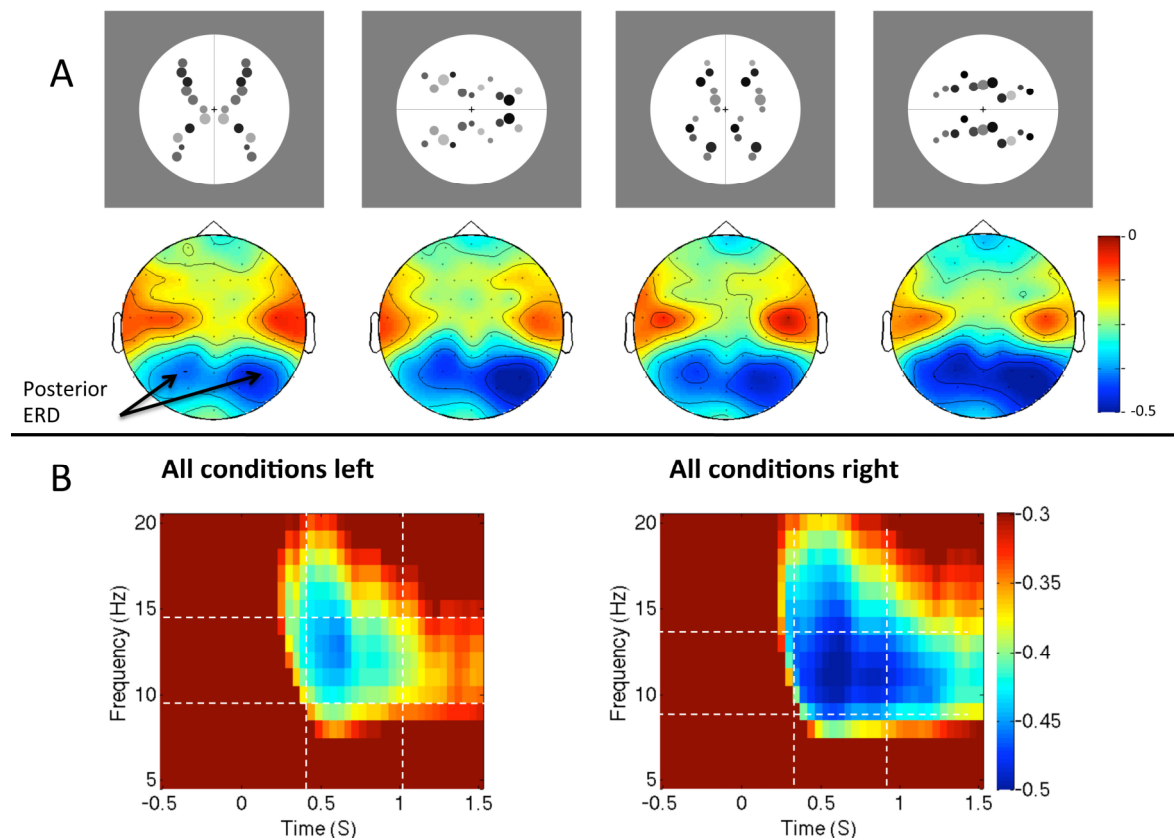 A
0
-0.5
Posterior
ERD
B
All conditions left
All conditions right
20
15
10
5
Frequency (Hz)
-0.5 0 0.5 1 1.5
Time (S)
20
15
10
5
Frequency (Hz)
-0.5 0 0.5 1 1.5
Time (S)
-0.3
-0.35
-0.4
-0.45
-0.5